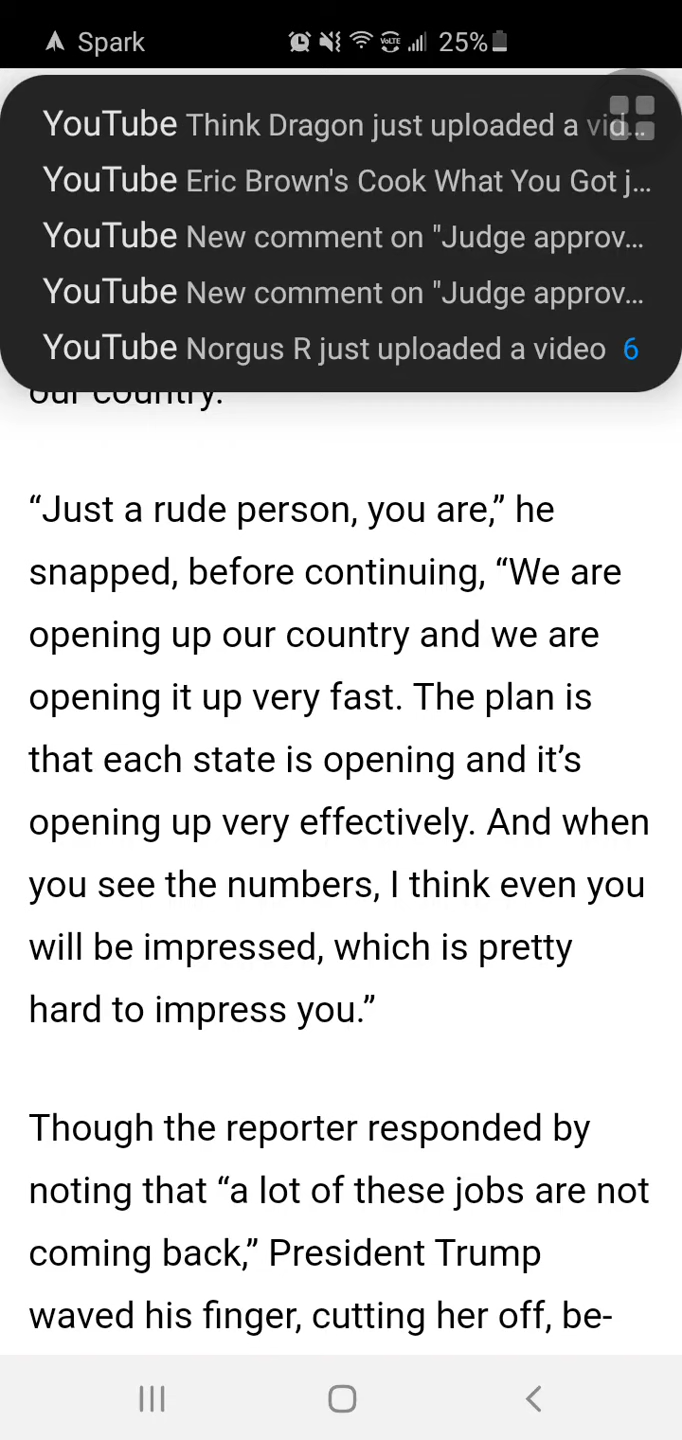 Spark
VoLTE
25%
YouTube Think Dragon just uploaded a vid...
YouTube Eric Brown's Cook What You Got j...
YouTube New comment on "Judge approv...
YouTube New comment on "Judge approv...
YouTube Norgus R just uploaded a video 6
our country.
“Just a rude person, you are,” he
snapped, before continuing, “We are
opening up our country and we are
opening it up very fast. The plan is
that each state is opening and it’s
opening up very effectively. And when
you see the numbers, I think even you
will be impressed, which is pretty
hard to impress you.”
Though the reporter responded by
noting that “a lot of these jobs are not
coming back,” President Trump
waved his finger, cutting her off, be-